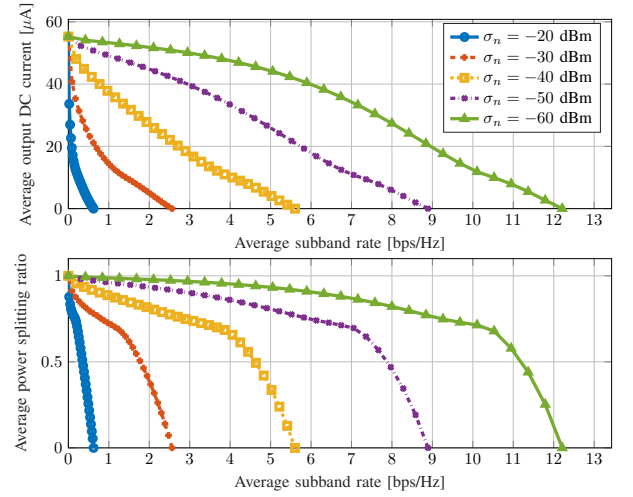 Average output DC current [μA]
60
40
20
0
0 1 2 3 4 5 6 7 8 9 10 11 12 13
Average subband rate [bps/Hz]
σn = −20 dBm
σn = −30 dBm
σn = −40 dBm
σn = −50 dBm
σn = −60 dBm
Average power splitting ratio
1
0.5
0
0 1 2 3 4 5 6 7 8 9 10 11 12 13
Average subband rate [bps/Hz]